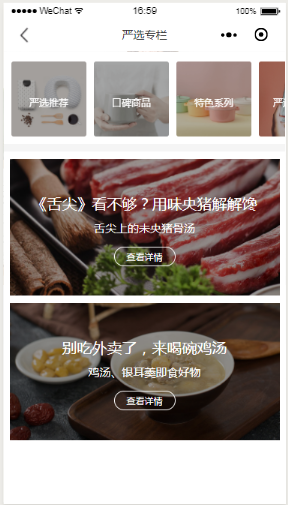 WeChat 16:59 100%
严选专栏
严选推荐 口碑商品 特色系列 严选
《舌尖》看不够？用味央猪解解馋
舌尖上的未央猪骨汤
查看详情
别吃外卖了，来喝碗鸡汤
鸡汤、银耳羹即食好物
查看详情